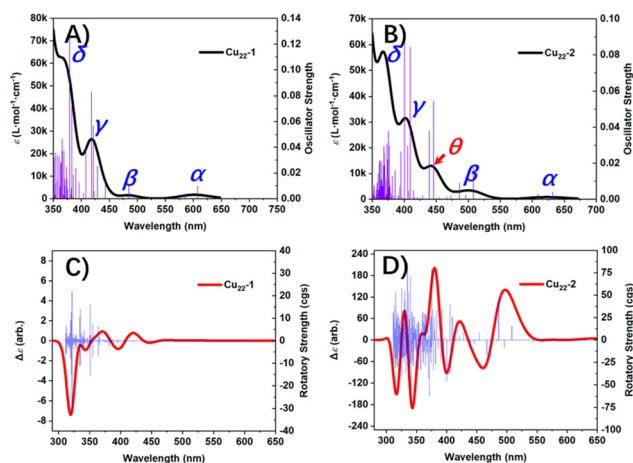 A)
Cu22-1
δ
γ
β
α
80k
70k
60k
50k
40k
30k
20k
10k
0
ε (L-mol-1·cm-1)
0.14
0.12
0.10
0.08
0.06
0.04
0.02
0.00
Oscillator Strength
350 400 450 500 550 600 650 700 750
Wavelength (nm)
B)
Cu22-2
δ
γ
θ
β
α
70k
60k
50k
40k
30k
20k
10k
0
ε (L-mol-1·cm-1)
0.10
0.08
0.06
0.04
0.02
0.00
Oscillator Strength
350 400 450 500 550 600 650 700
Wavelength (nm)
C)
Cu22-1
8
6
4
2
0
-2
-4
-6
-8
Δε (arb.)
40
30
20
10
0
-10
-20
-30
-40
Rotatory Strength (cgs)
300 350 400 450 500 550 600 650
Wavelength (nm)
D)
Cu22-2
240
180
120
60
0
-60
-120
-180
-240
Δε (arb.)
100
75
50
25
0
-25
-50
-75
-100
Rotatory Strength (cgs)
300 350 400 450 500 550 600 650
Wavelength (nm)